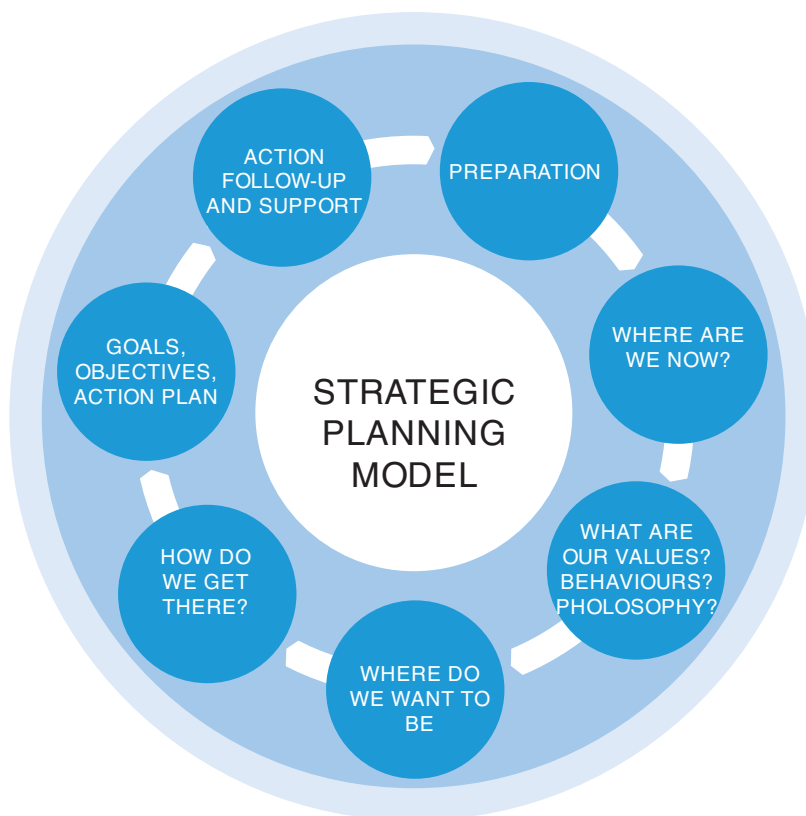 STRATEGIC
PLANNING
MODEL
PREPARATION
WHERE ARE
WE NOW?
WHAT ARE
OUR VALUES?
BEHAVIOURS?
PHOLOSOPHY?
WHERE DO
WE WANT TO
BE
HOW DO
WE GET
THERE?
GOALS,
OBJECTIVES,
ACTION PLAN
ACTION
FOLLOW-UP
AND SUPPORT